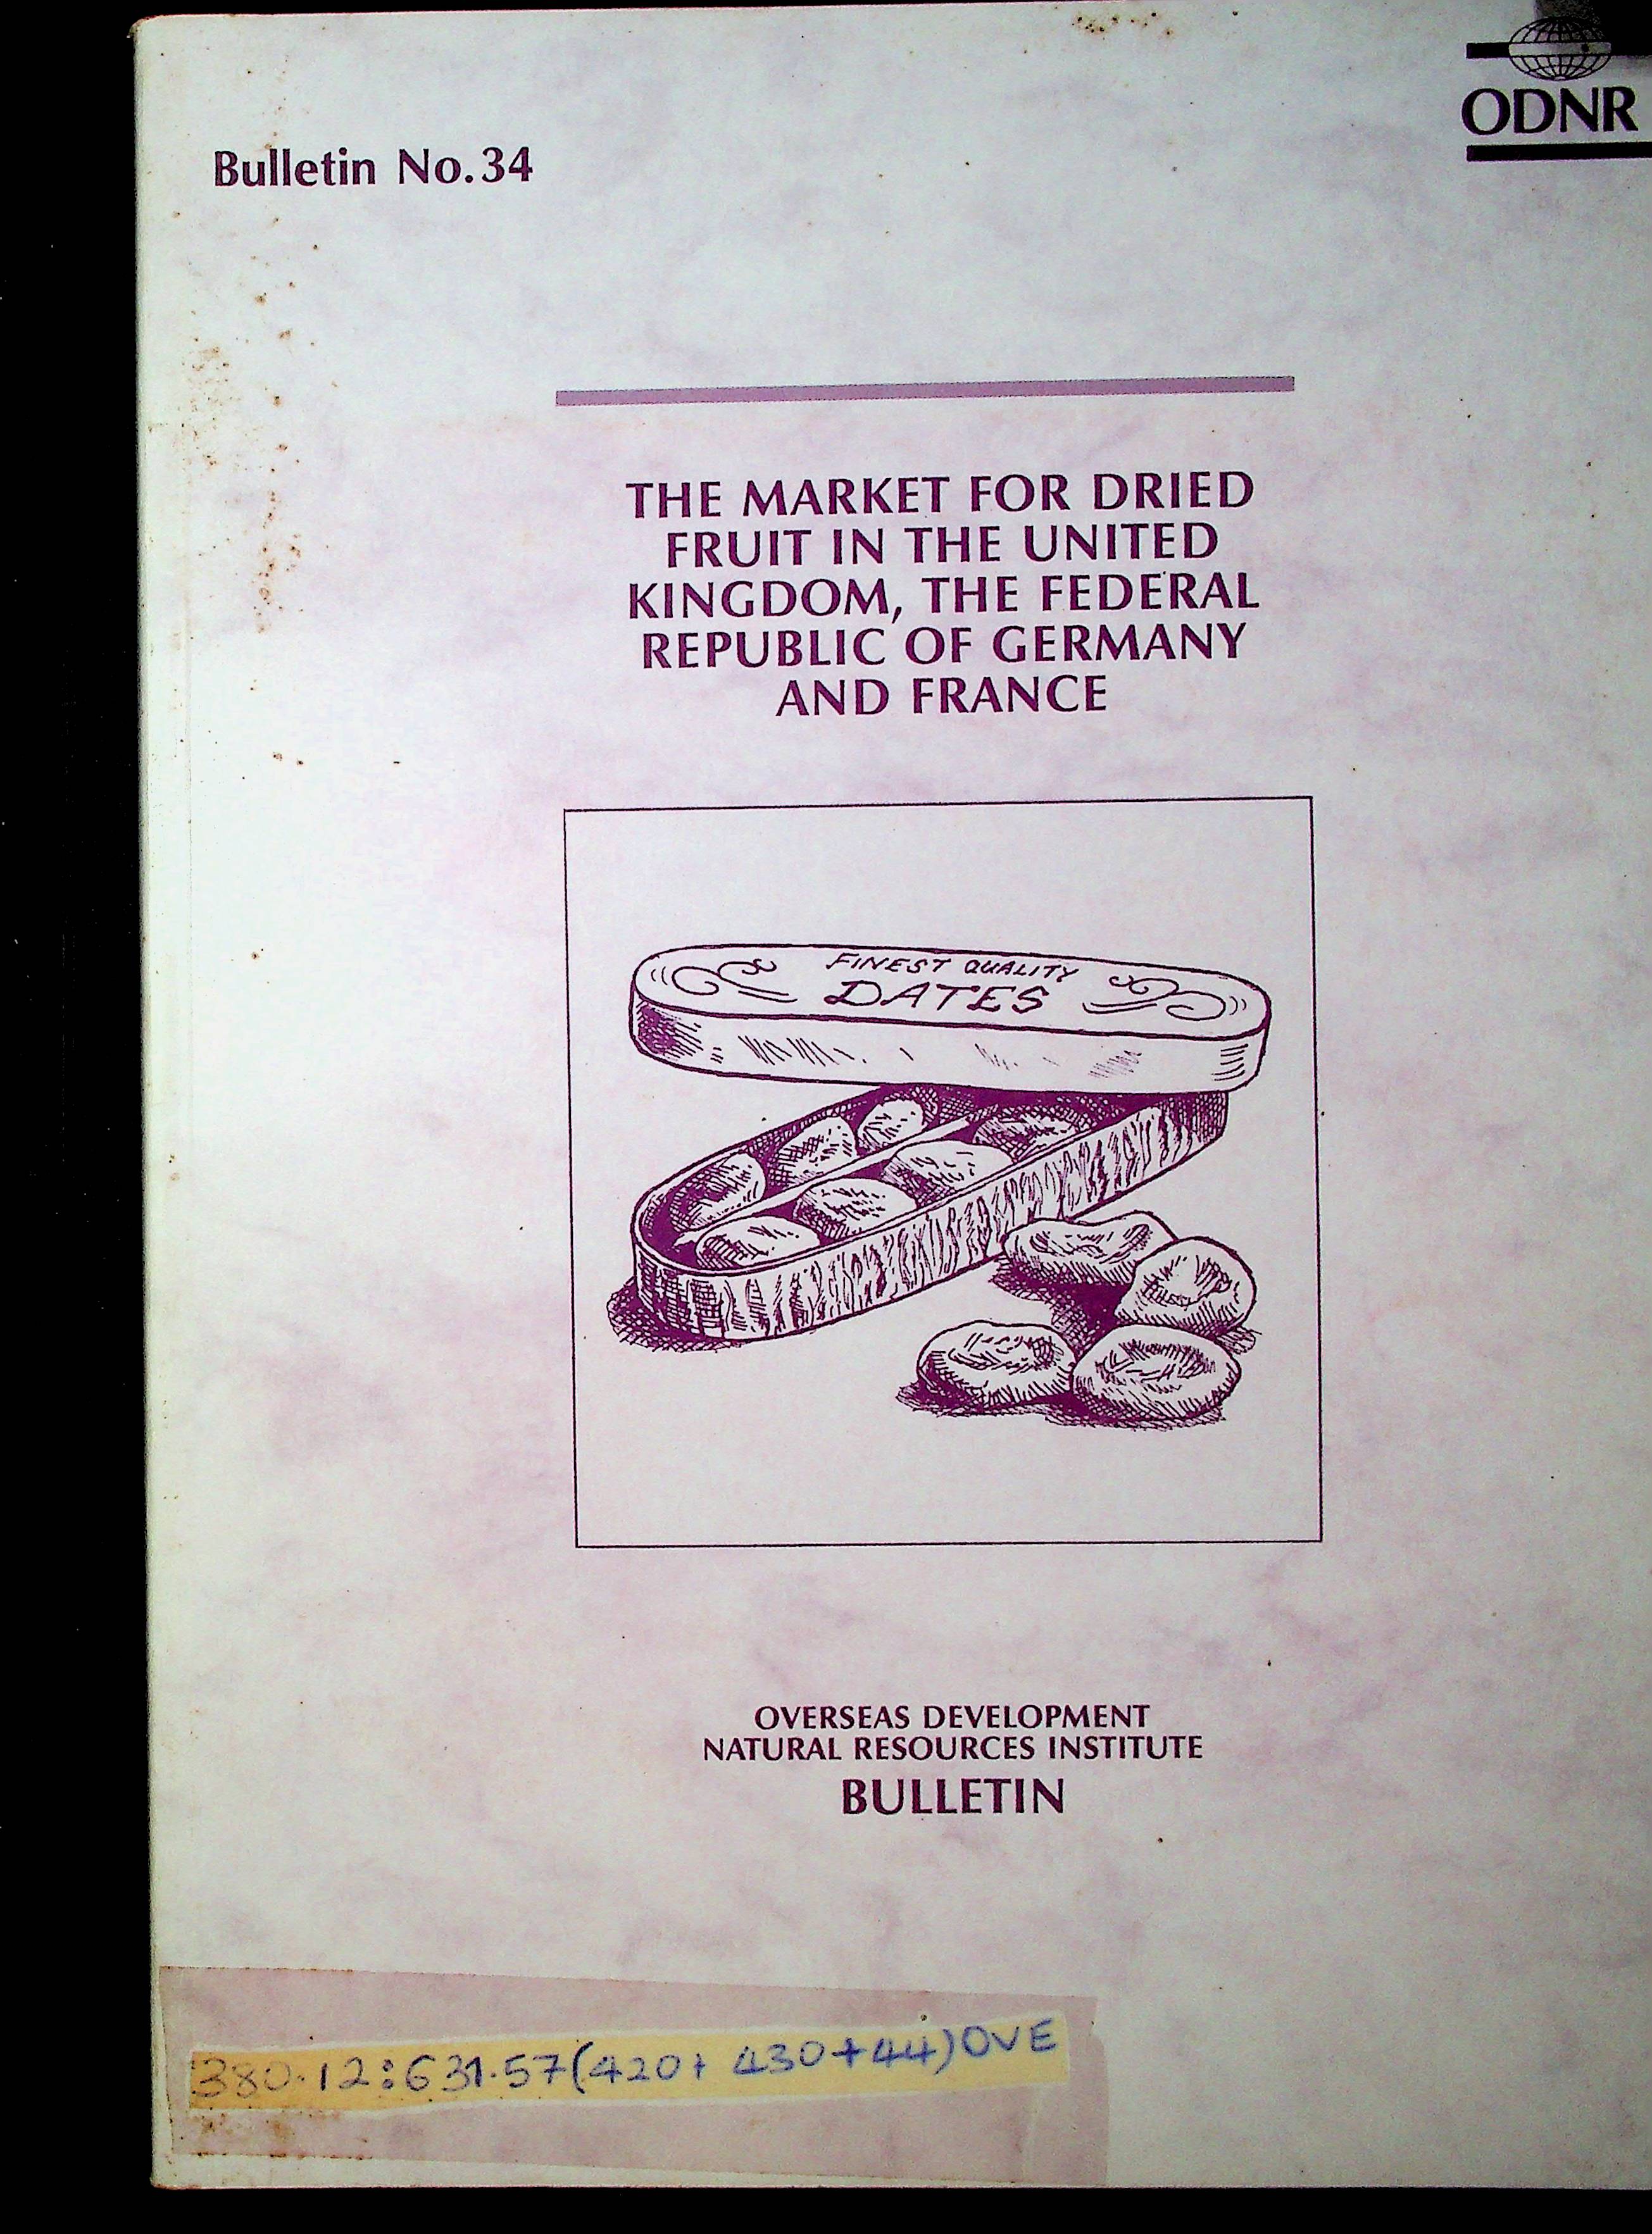 ODNR
Bulletin No.34
THE MARKET FOR DRIED
FRUIT IN THE UNITED
KINGDOM, THE FEDERAL
REPUBLIC OF GERMANY
AND FRANCE
FINEST QUALITY
DATES
OVERSEAS DEVELOPMENT
NATURAL RESOURCES INSTITUTE
BULLETIN
380.12:631.57(420+ 430+44)OVE